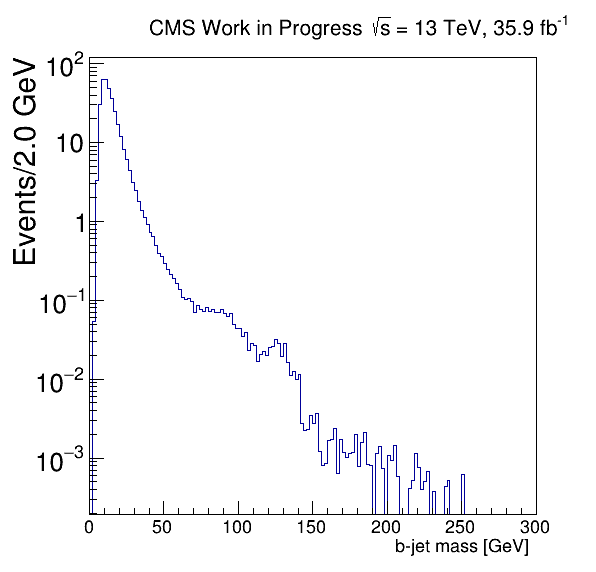 CMS Work in Progress √s = 13 TeV, 35.9 fb⁻¹
Events/2.0 GeV
10²
10
1
10⁻¹
10⁻²
10⁻³
0 50 100 150 200 250 300
b-jet mass [GeV]